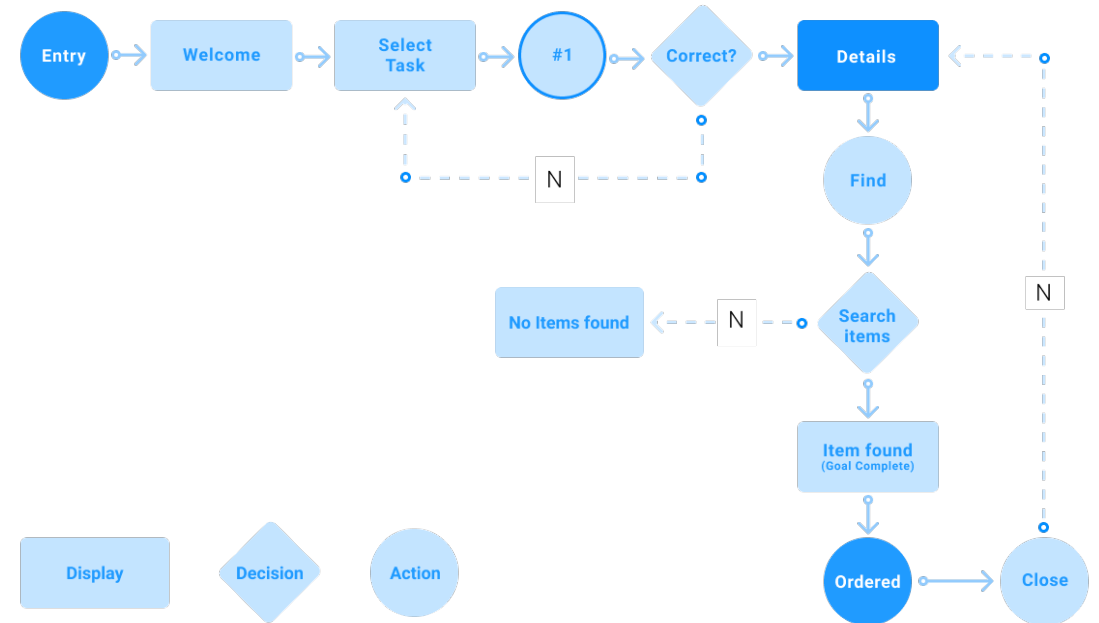 Entry
Welcome
Select
Task
#1
Correct?
Details
N
Find
N
No Items found
N
Search
items
Item found
(Goal Complete)
Display
Decision
Action
Ordered
Close